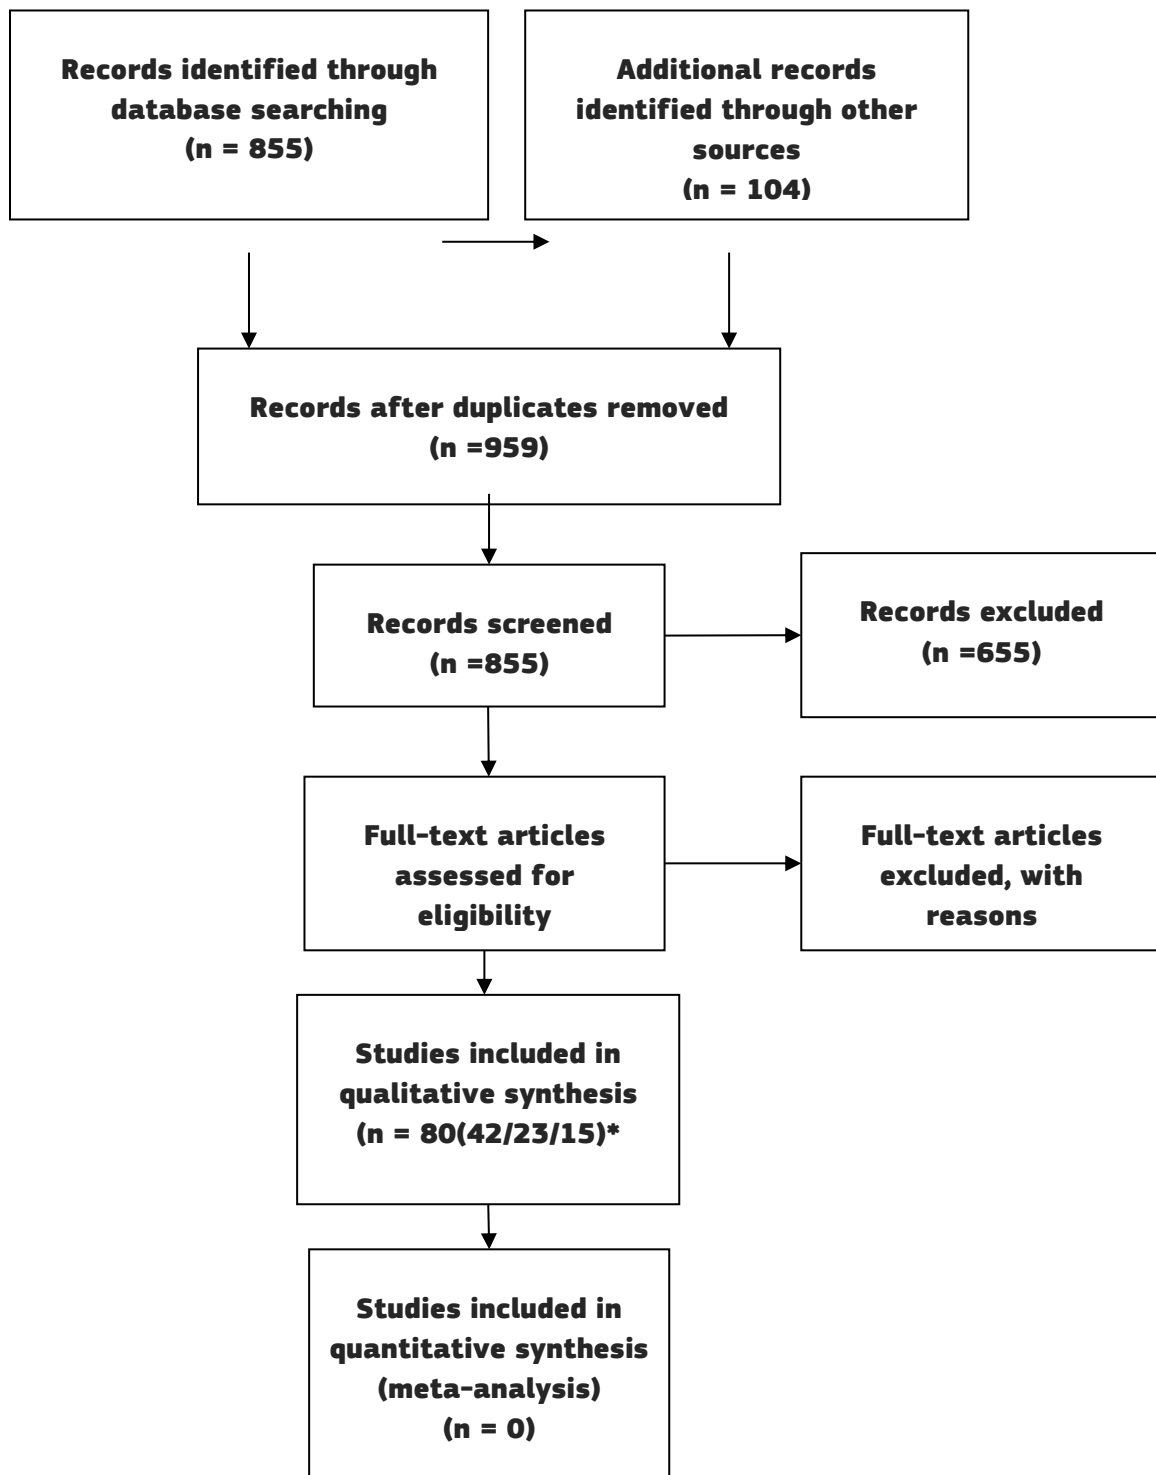 Records identified through
database searching
(n = 855)
Additional records
identified through other
sources
(n = 104)
Records after duplicates removed
(n =959)
Records screened
(n =855)
Records excluded
(n =655)
Full-text articles
assessed for
eligibility
Full-text articles
excluded, with
reasons
Studies included in
qualitative synthesis
(n = 80(42/23/15)*
Studies included in
quantitative synthesis
(meta-analysis)
(n = 0)